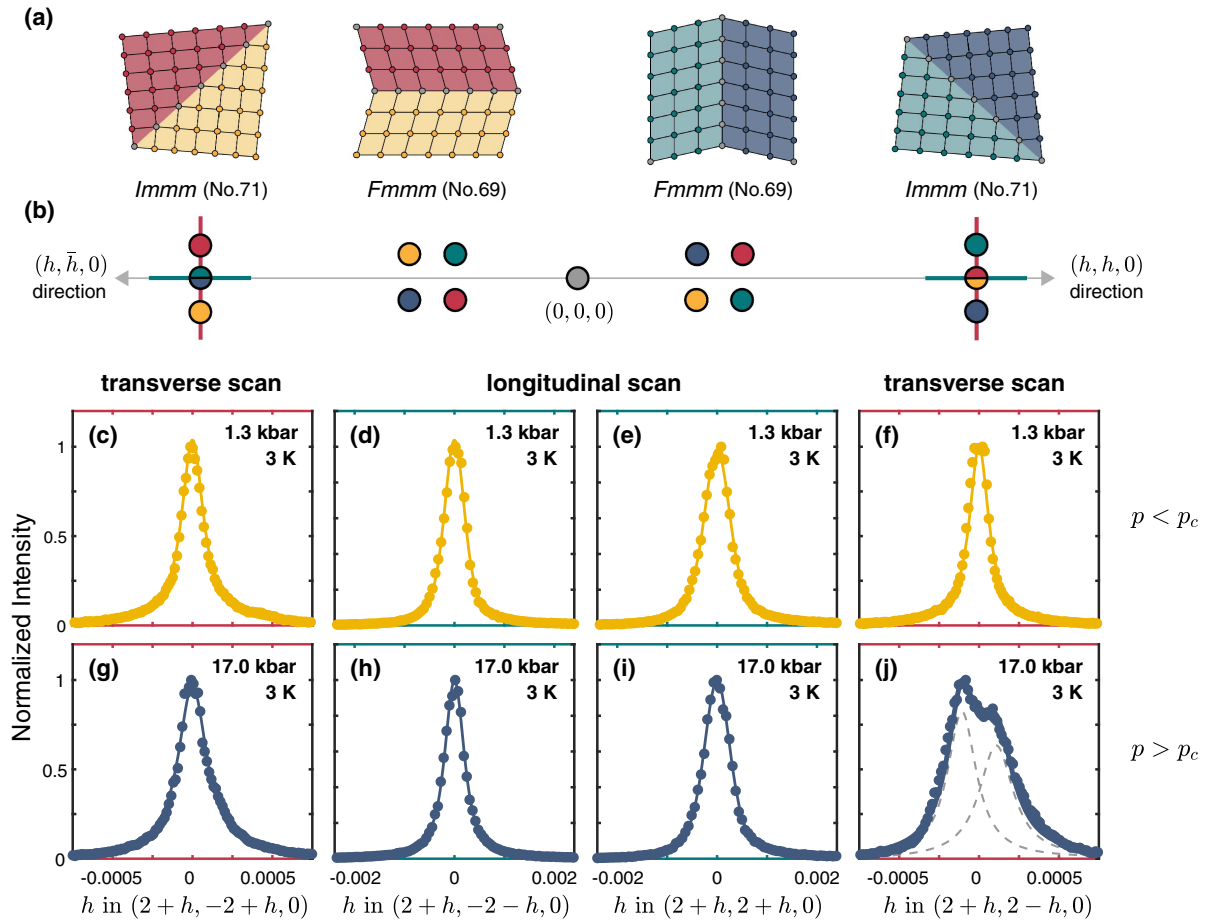 (a)
Immm (No.71)
Fmmm (No.69)
Fmmm (No.69)
Immm (No.71)
(b)
(h, h̄, 0)
direction
(0, 0, 0)
(h, h, 0)
direction
transverse scan
longitudinal scan
transverse scan
Normalized Intensity
1
0.5
0
(c)
1.3 kbar
3 K
(d)
1.3 kbar
3 K
(e)
1.3 kbar
3 K
(f)
1.3 kbar
3 K
p < p_c
Normalized Intensity
1
0.5
0
(g)
17.0 kbar
3 K
(h)
17.0 kbar
3 K
(i)
17.0 kbar
3 K
(j)
17.0 kbar
3 K
p > p_c
-0.0005 0 0.0005
-0.002 0 0.002
-0.002 0 0.002
-0.0005 0 0.0005
h in (2 + h, -2 + h, 0)
h in (2 + h, -2 - h, 0)
h in (2 + h, 2 + h, 0)
h in (2 + h, 2 - h, 0)